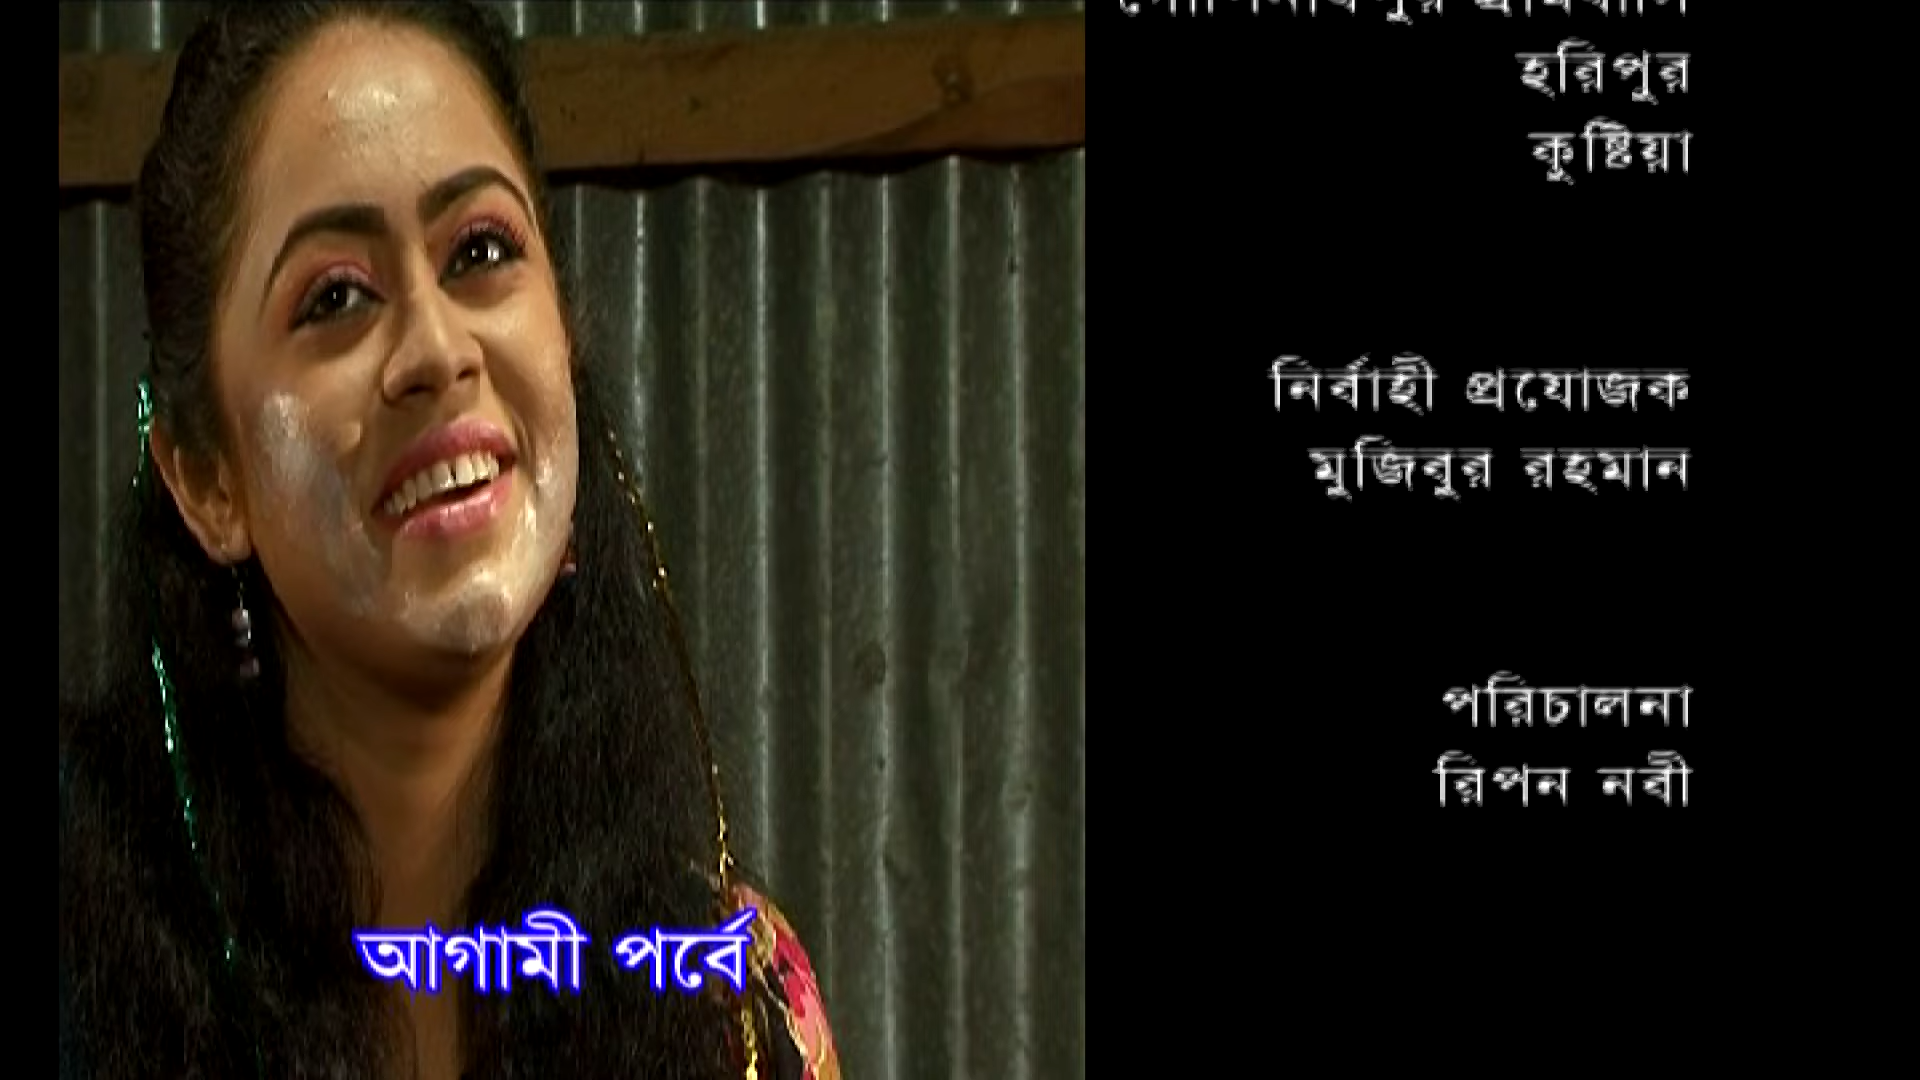 হরিপুর
কুষ্টিয়া
নির্বাহী প্রযোজক
মুজিবুর রহমান
পরিচালনা
রিপন নবী
আগামী পর্বে